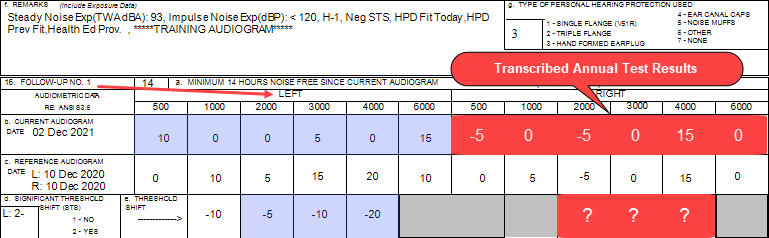 f. REMARKS (Include Exposure Data)
Steady Noise Exp(TWA dBA): 93, Impulse Noise Exp(dBP): < 120, H-1, Neg STS, HPD Fit Today,HPD
Prev Fit,Health Ed Prov. , *****TRAINING AUDIOGRAM*****
g. TYPE OF PERSONAL HEARING PROTECTION USED
3
1 - SINGLE FLANGE (V51R)
2 - TRIPLE FLANGE
3 - HAND FORMED EARPLUG
4 - EAR CANAL CAPS
5 - NOISE MUFFS
6 - OTHER
7 - NONE
Transcribed Annual Test Results
16. FOLLOW-UP NO. 1 14 a. MINIMUM 14 HOURS NOISE FREE SINCE CURRENT AUDIOGRAM
AUDIOMETRIC DATA LEFT RIGHT
RE: ANSI S3.6 500 1000 2000 3000 4000 6000 500 1000 2000 3000 4000 6000
b. CURRENT AUDIOGRAM
DATE 02 Dec 2021 10 0 0 5 0 15 -5 0 -5 0 15 0
c. REFERENCE AUDIOGRAM
DATE L: 10 Dec 2020 0 10 5 15 20 10 0 5 -5 0 15 0
R: 10 Dec 2020
d. SIGNIFICANT THRESHOLD SHIFT (STS)
L: 2-
1 - NO
2 - YES
e. THRESHOLD SHIFT
-------------> -10 -5 -10 -20 ? ? ?